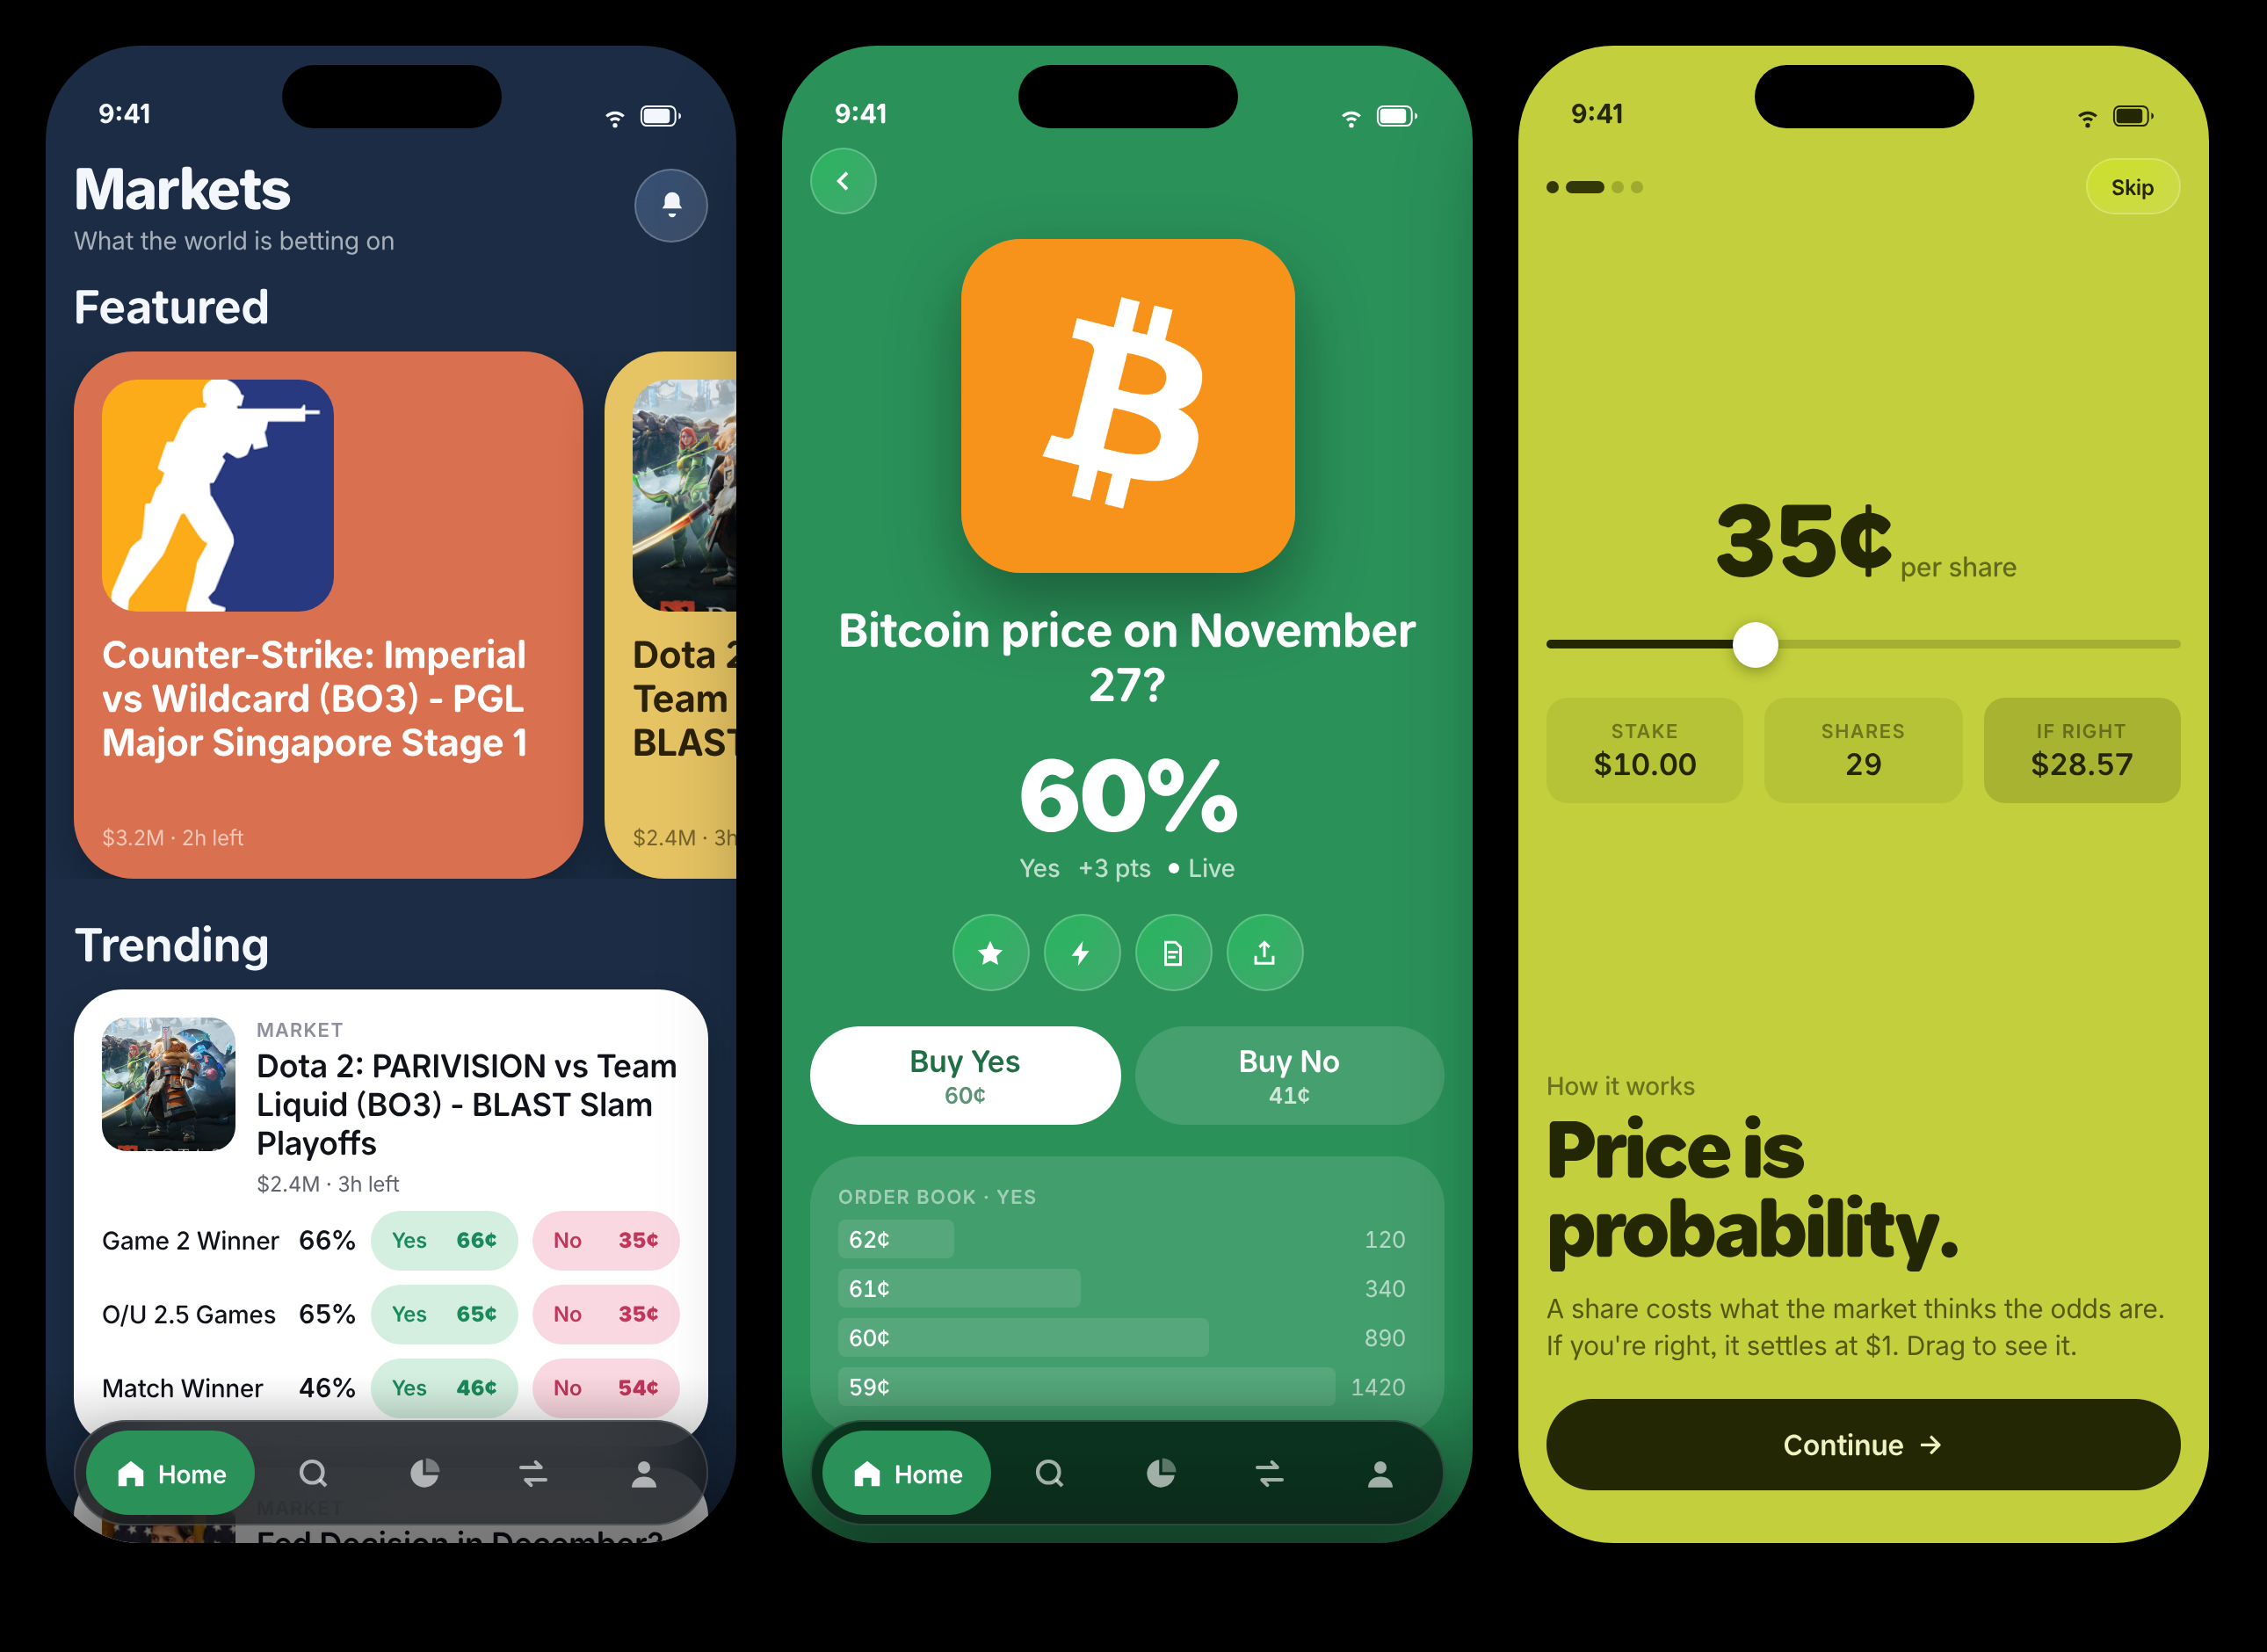 9:41
Markets
What the world is betting on
Featured
Counter-Strike: Imperial
vs Wildcard (BO3) - PGL
Major Singapore Stage 1
$3.2M · 2h left
Dota 2
Team
BLAST
$2.4M · 3h
Trending
MARKET
Dota 2: PARIVISION vs Team
Liquid (BO3) - BLAST Slam
Playoffs
$2.4M · 3h left
Game 2 Winner 66% Yes 66¢ No 35¢
O/U 2.5 Games 65% Yes 65¢ No 35¢
Match Winner 46% Yes 46¢ No 54¢
Home
MARKET
Fed Decision in December?
9:41
Bitcoin price on November
27?
60%
Yes +3 pts • Live
Buy Yes
60¢
Buy No
41¢
ORDER BOOK · YES
62¢ 120
61¢ 340
60¢ 890
59¢ 1420
Home
9:41
Skip
35¢ per share
STAKE
$10.00
SHARES
29
IF RIGHT
$28.57
How it works
Price is
probability.
A share costs what the market thinks the odds are.
If you're right, it settles at $1. Drag to see it.
Continue →